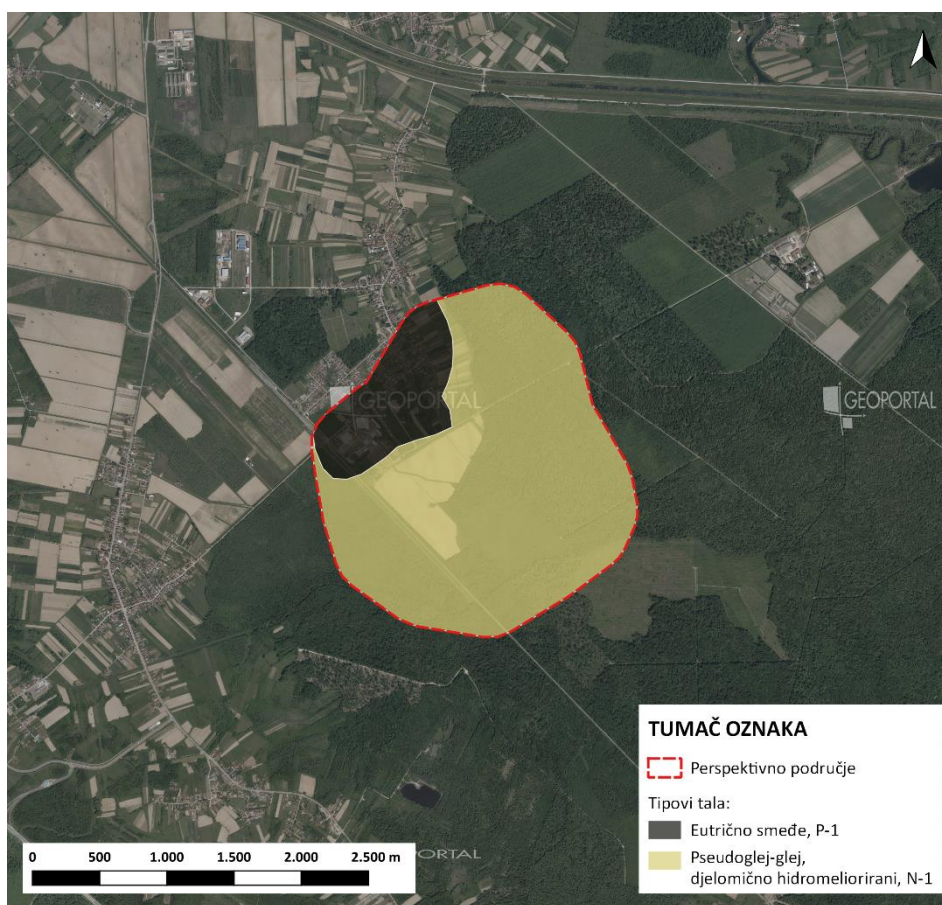 GEOPORTAL
GEOPORTAL
TUMAČ OZNAKA
Perspektivno područje
Tipovi tala:
Eutrično smeđe, P-1
Pseudoglej-glej,
djelomično hidromeliorirani, N-1
0 500 1.000 1.500 2.000 2.500 m
PORTAL